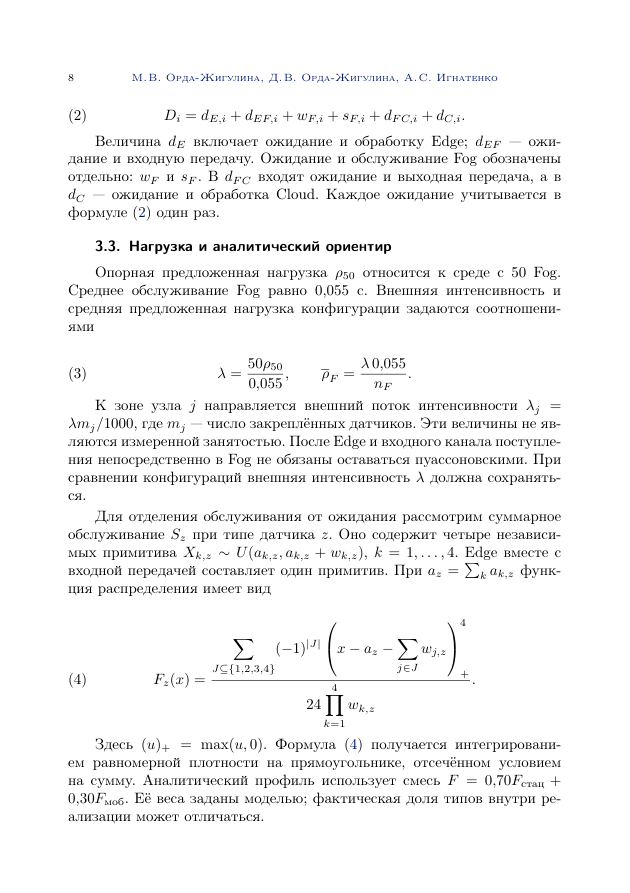 8 М. В. Орда-Жигулина, Д. В. Орда-Жигулина, А. С. Игнатенко
(2) D_i = d_{E,i} + d_{EF,i} + w_{F,i} + s_{F,i} + d_{FC,i} + d_{C,i}.
Величина d_E включает ожидание и обработку Edge; d_{EF} — ожи-
дание и входную передачу. Ожидание и обслуживание Fog обозначены
отдельно: w_F и s_F. В d_{FC} входят ожидание и выходная передача, а в
d_C — ожидание и обработка Cloud. Каждое ожидание учитывается в
формуле (2) один раз.
3.3. Нагрузка и аналитический ориентир
Опорная предложенная нагрузка ρ_{50} относится к среде с 50 Fog.
Среднее обслуживание Fog равно 0,055 с. Внешняя интенсивность и
средняя предложенная нагрузка конфигурации задаются соотношени-
ями
(3) λ = \frac{50ρ_{50}}{0,055}, \overline{ρ}_F = \frac{λ 0,055}{n_F}.
К зоне узла j направляется внешний поток интенсивности λ_j =
λm_j/1000, где m_j — число закреплённых датчиков. Эти величины не яв-
ляются измеренной занятостью. После Edge и входного канала поступле-
ния непосредственно в Fog не обязаны оставаться пуассоновскими. При
сравнении конфигураций внешняя интенсивность λ должна сохранять-
ся.
Для отделения обслуживания от ожидания рассмотрим суммарное
обслуживание S_z при типе датчика z. Оно содержит четыре независи-
мых примитива X_{k,z} ∼ U(a_{k,z}, a_{k,z} + w_{k,z}), k = 1, . . . , 4. Edge вместе с
входной передачей составляет один примитив. При a_z = ∑_k a_{k,z} функ-
ция распределения имеет вид
(4) F_z(x) = \frac{\sum_{J⊆\{1,2,3,4\}} (−1)^{|J|} \left( x − a_z − \sum_{j∈J} w_{j,z} \right)_+^4}{24 \prod_{k=1}^{4} w_{k,z}}.
Здесь (u)_+ = max(u, 0). Формула (4) получается интегрировани-
ем равномерной плотности на прямоугольнике, отсечённом условием
на сумму. Аналитический профиль использует смесь F = 0,70F_{стац} +
0,30F_{моб}. Её веса заданы моделью; фактическая доля типов внутри ре-
ализации может отличаться.